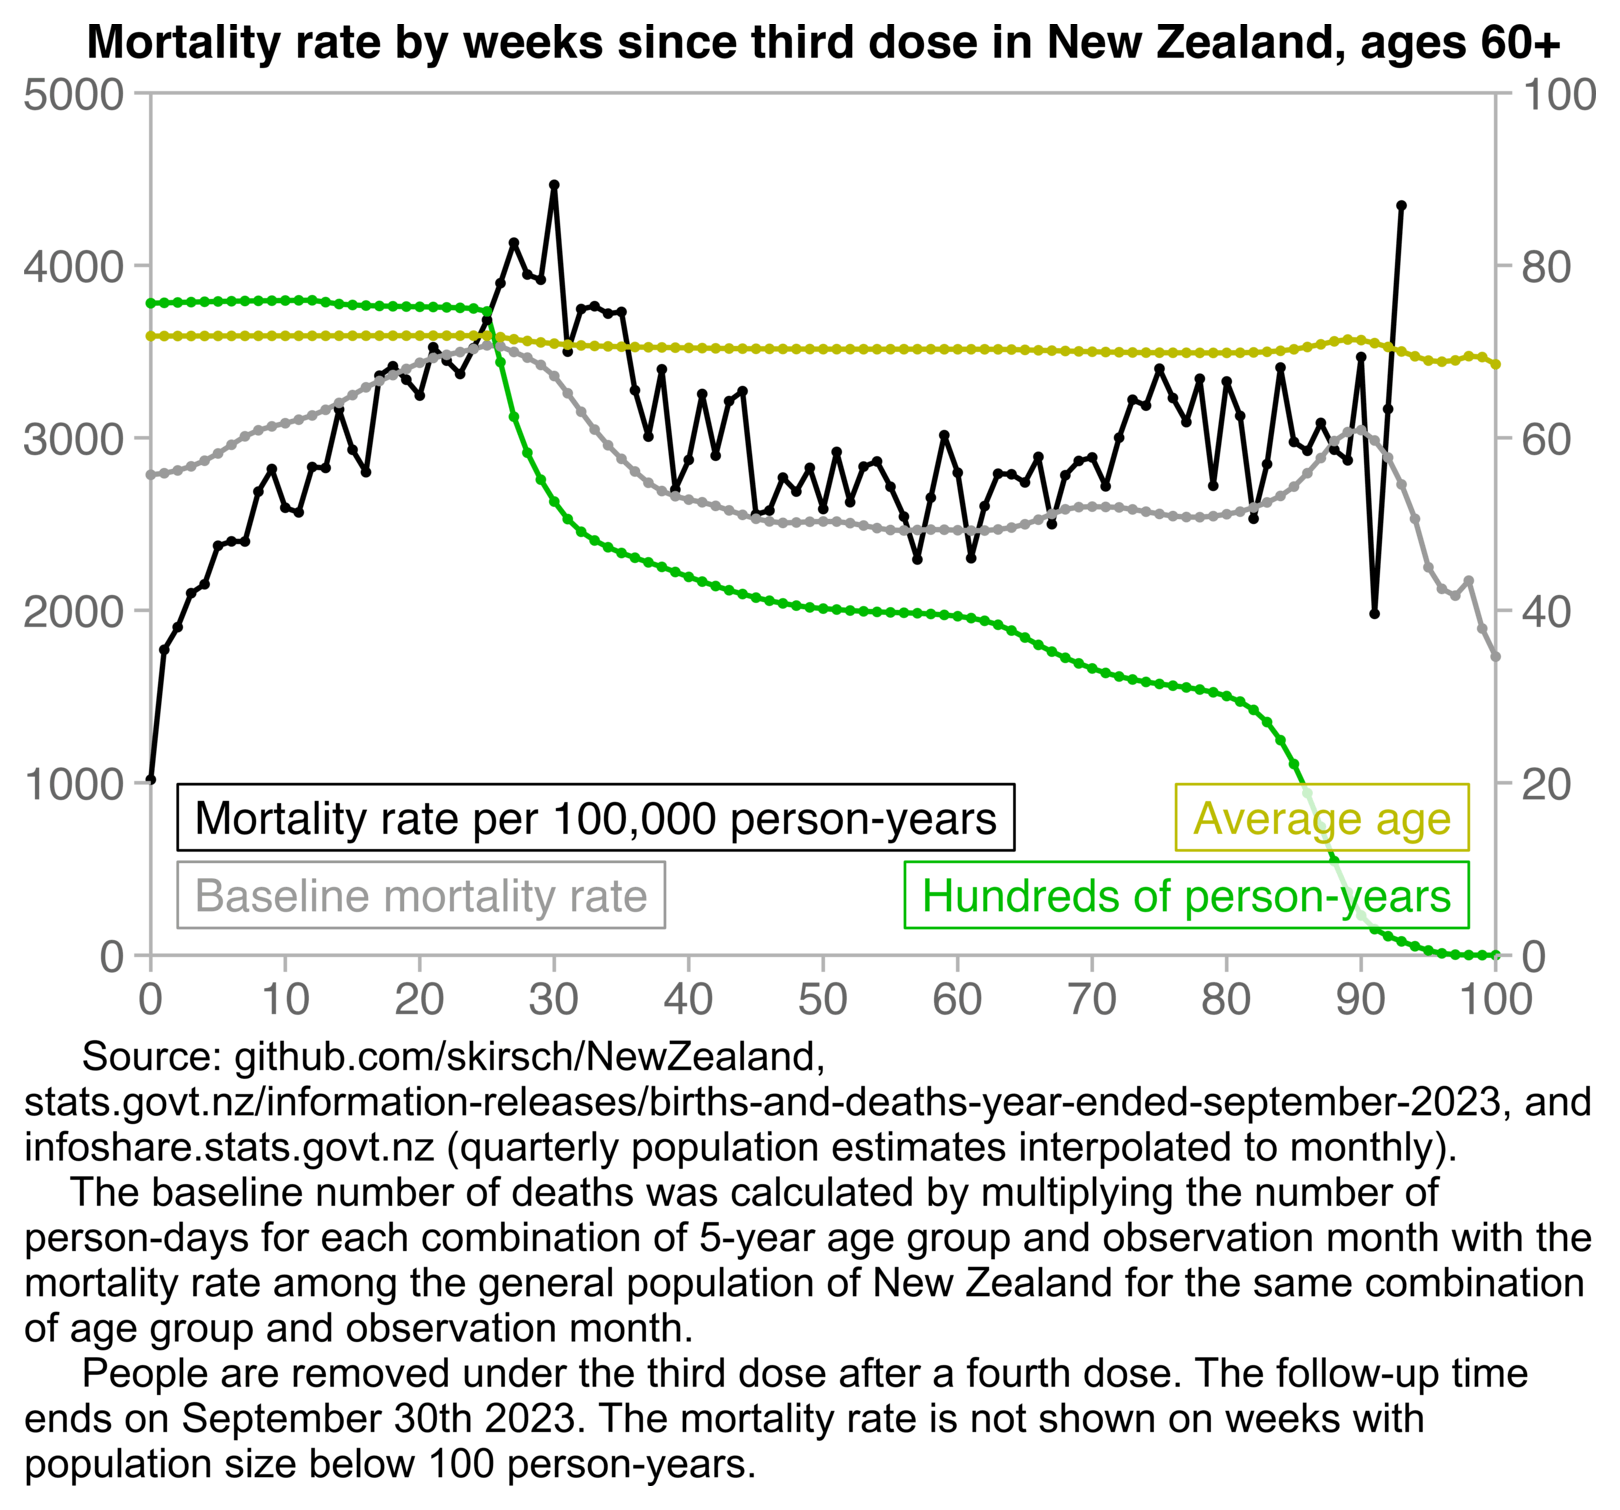 Mortality rate by weeks since third dose in New Zealand, ages 60+
5000
4000
3000
2000
1000
0
100
80
60
40
20
0
Mortality rate per 100,000 person-years
Average age
Baseline mortality rate
Hundreds of person-years
0 10 20 30 40 50 60 70 80 90 100
Source: github.com/skirsch/NewZealand,
stats.govt.nz/information-releases/births-and-deaths-year-ended-september-2023, and
infoshare.stats.govt.nz (quarterly population estimates interpolated to monthly).
The baseline number of deaths was calculated by multiplying the number of
person-days for each combination of 5-year age group and observation month with the
mortality rate among the general population of New Zealand for the same combination
of age group and observation month.
People are removed under the third dose after a fourth dose. The follow-up time
ends on September 30th 2023. The mortality rate is not shown on weeks with
population size below 100 person-years.